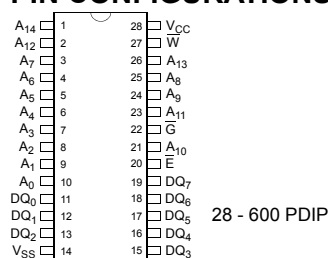 PIN CONFIGURATIONS
A14 1 28 VCC
A12 2 27 W̅
A7 3 26 A13
A6 4 25 A8
A5 5 24 A9
A4 6 23 A11
A3 7 22 G̅
A2 8 21 A10
A1 9 20 E̅
A0 10 19 DQ7
DQ0 11 18 DQ6
DQ1 12 17 DQ5 28 - 600 PDIP
DQ2 13 16 DQ4
VSS 14 15 DQ3